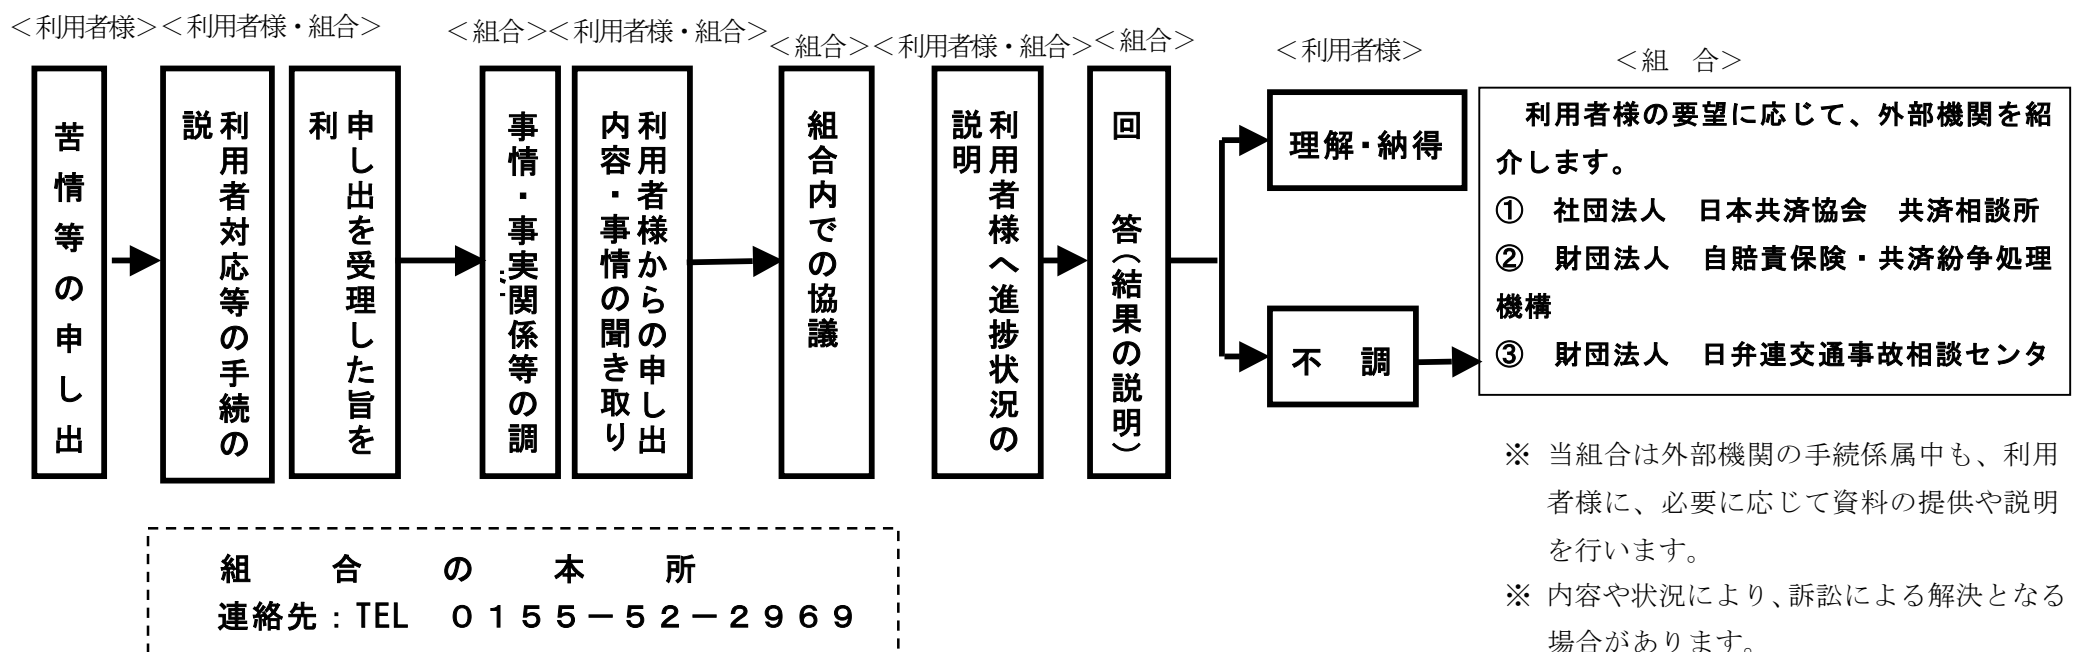 ＜利用者様＞＜利用者様・組合＞
＜組合＞＜利用者様・組合＞
＜組合＞＜利用者様・組合＞＜組合＞
＜利用者様＞
＜組　合＞
苦情等の申し出
利用者対応等の手続の
説
申し出を受理した旨を
利
事情・事実関係等の調
利用者様からの申し出
内容・事情の聞き取り
組合内での協議
利用者様へ進捗状況の
説明
回　答（結果の説明）
理解・納得
不　調
利用者様の要望に応じて、外部機関を紹
介します。
①　社団法人　日本共済協会　共済相談所
②　財団法人　自賠責保険・共済紛争処理
機構
③　財団法人　日弁連交通事故相談センタ
※ 当組合は外部機関の手続係属中も、利用
者様に、必要に応じて資料の提供や説明
を行います。
※ 内容や状況により、訴訟による解決となる
場合があります。
組　合　の　本　所
連絡先：TEL　０１５５－５２－２９６９